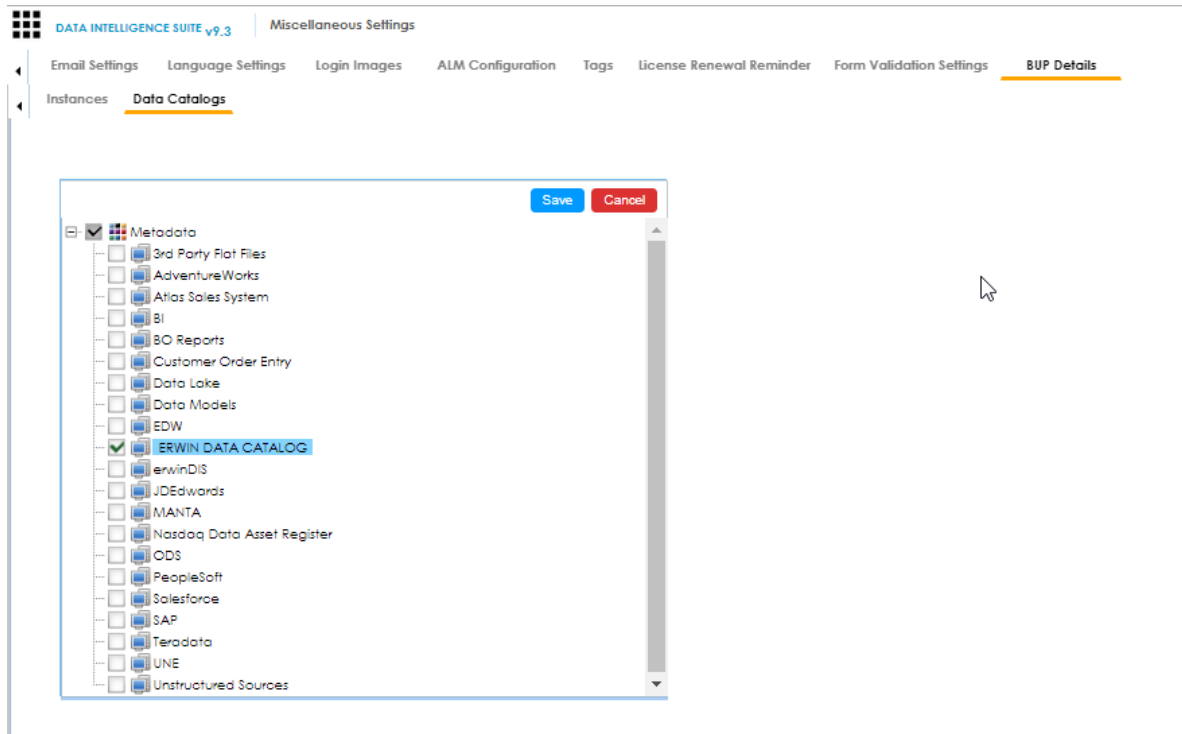 DATA INTELLIGENCE SUITE v9.3 Miscellaneous Settings
Email Settings Language Settings Login Images ALM Configuration Tags License Renewal Reminder Form Validation Settings BUP Details
Instances Data Catalogs
Save Cancel
Metadata
3rd Party Flat Files
AdventureWorks
Atlas Sales System
BI
BO Reports
Customer Order Entry
Data Lake
Data Models
EDW
ERWIN DATA CATALOG
erwinDIS
JDEdwards
MANTA
Nasdaq Data Asset Register
ODS
PeopleSoft
Salesforce
SAP
Teradata
UNE
Unstructured Sources